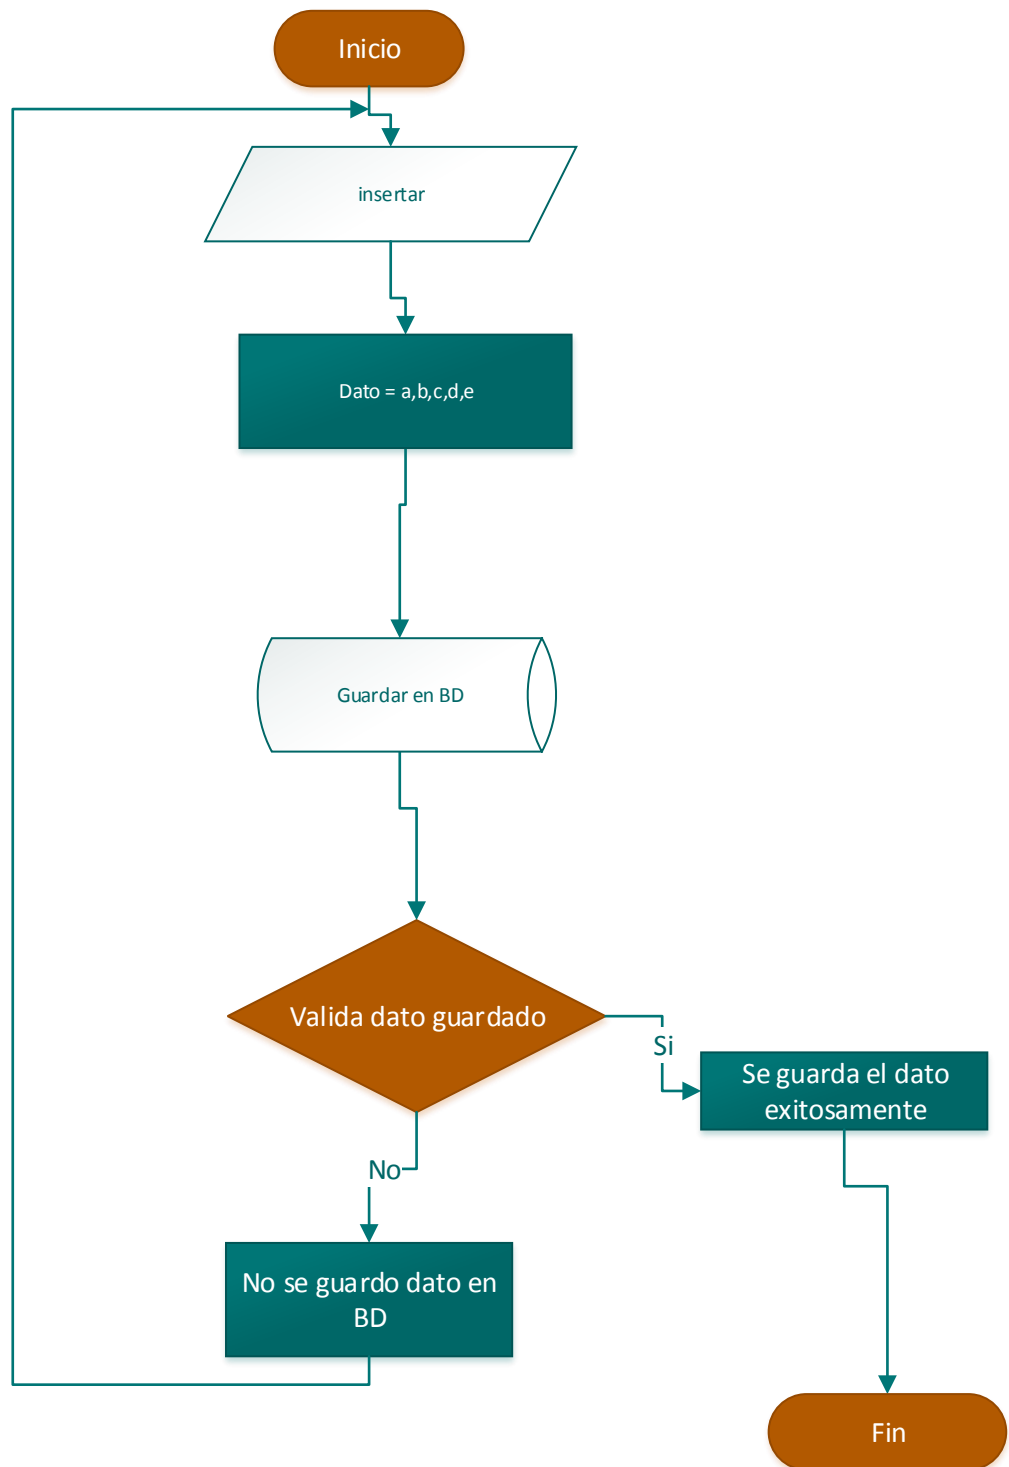 Inicio
insertar
Dato = a,b,c,d,e
Guardar en BD
Valida dato guardado
Si
Se guarda el dato
exitosamente
No
No se guardo dato en
BD
Fin